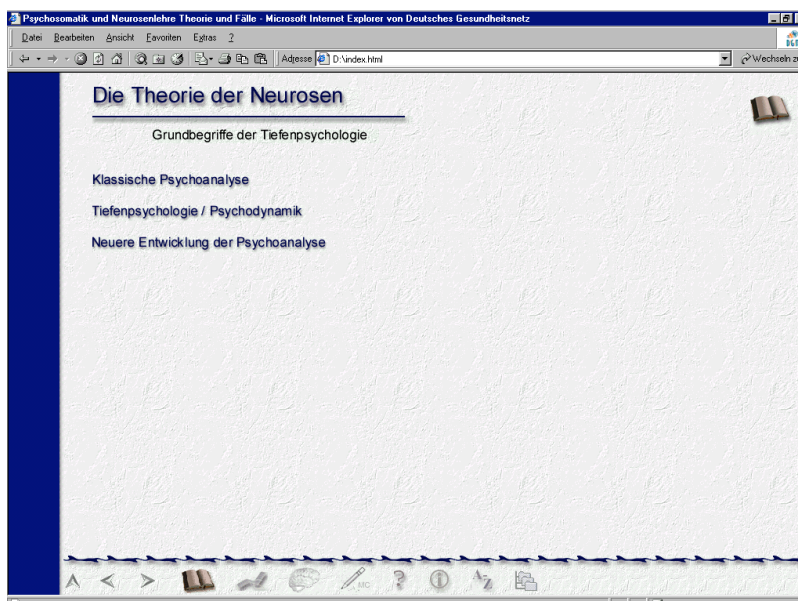 Psychosomatik und Neurosenlehre Theorie und Fälle - Microsoft Internet Explorer von Deutsches Gesundheitsnetz
Datei Bearbeiten Ansicht Favoriten Extras ?
Adresse D:\index.html Wechseln zu
Die Theorie der Neurosen
Grundbegriffe der Tiefenpsychologie
Klassische Psychoanalyse
Tiefenpsychologie / Psychodynamik
Neuere Entwicklung der Psychoanalyse
MC ? i A-Z